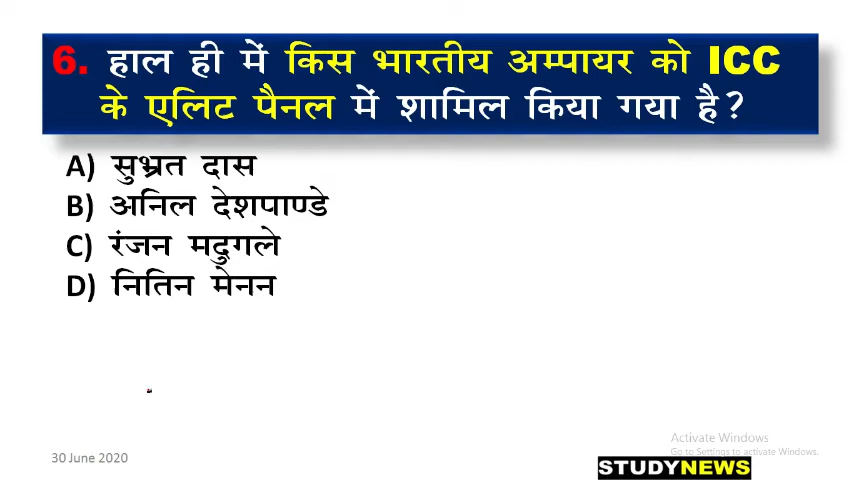 6. हाल ही में किस भारतीय अम्पायर को ICC
के एलिट पैनल में शामिल किया गया है?
A) सुभ्रत दास
B) अनिल देशपाण्डे
C) रंजन मदुगले
D) नितिन मेनन
Activate Windows
Go to Settings to activate Windows.
30 June 2020
STUDYNEWS